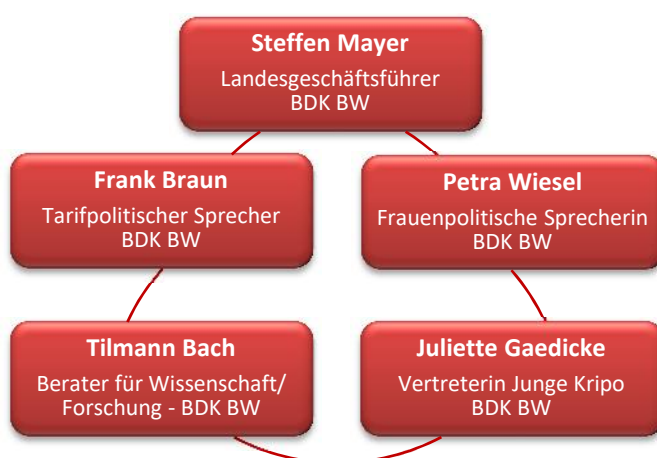 Steffen Mayer
Landesgeschäftsführer
BDK BW
Frank Braun
Tarifpolitischer Sprecher
BDK BW
Petra Wiesel
Frauenpolitische Sprecherin
BDK BW
Tilmann Bach
Berater für Wissenschaft/
Forschung - BDK BW
Juliette Gaedicke
Vertreterin Junge Kripo
BDK BW